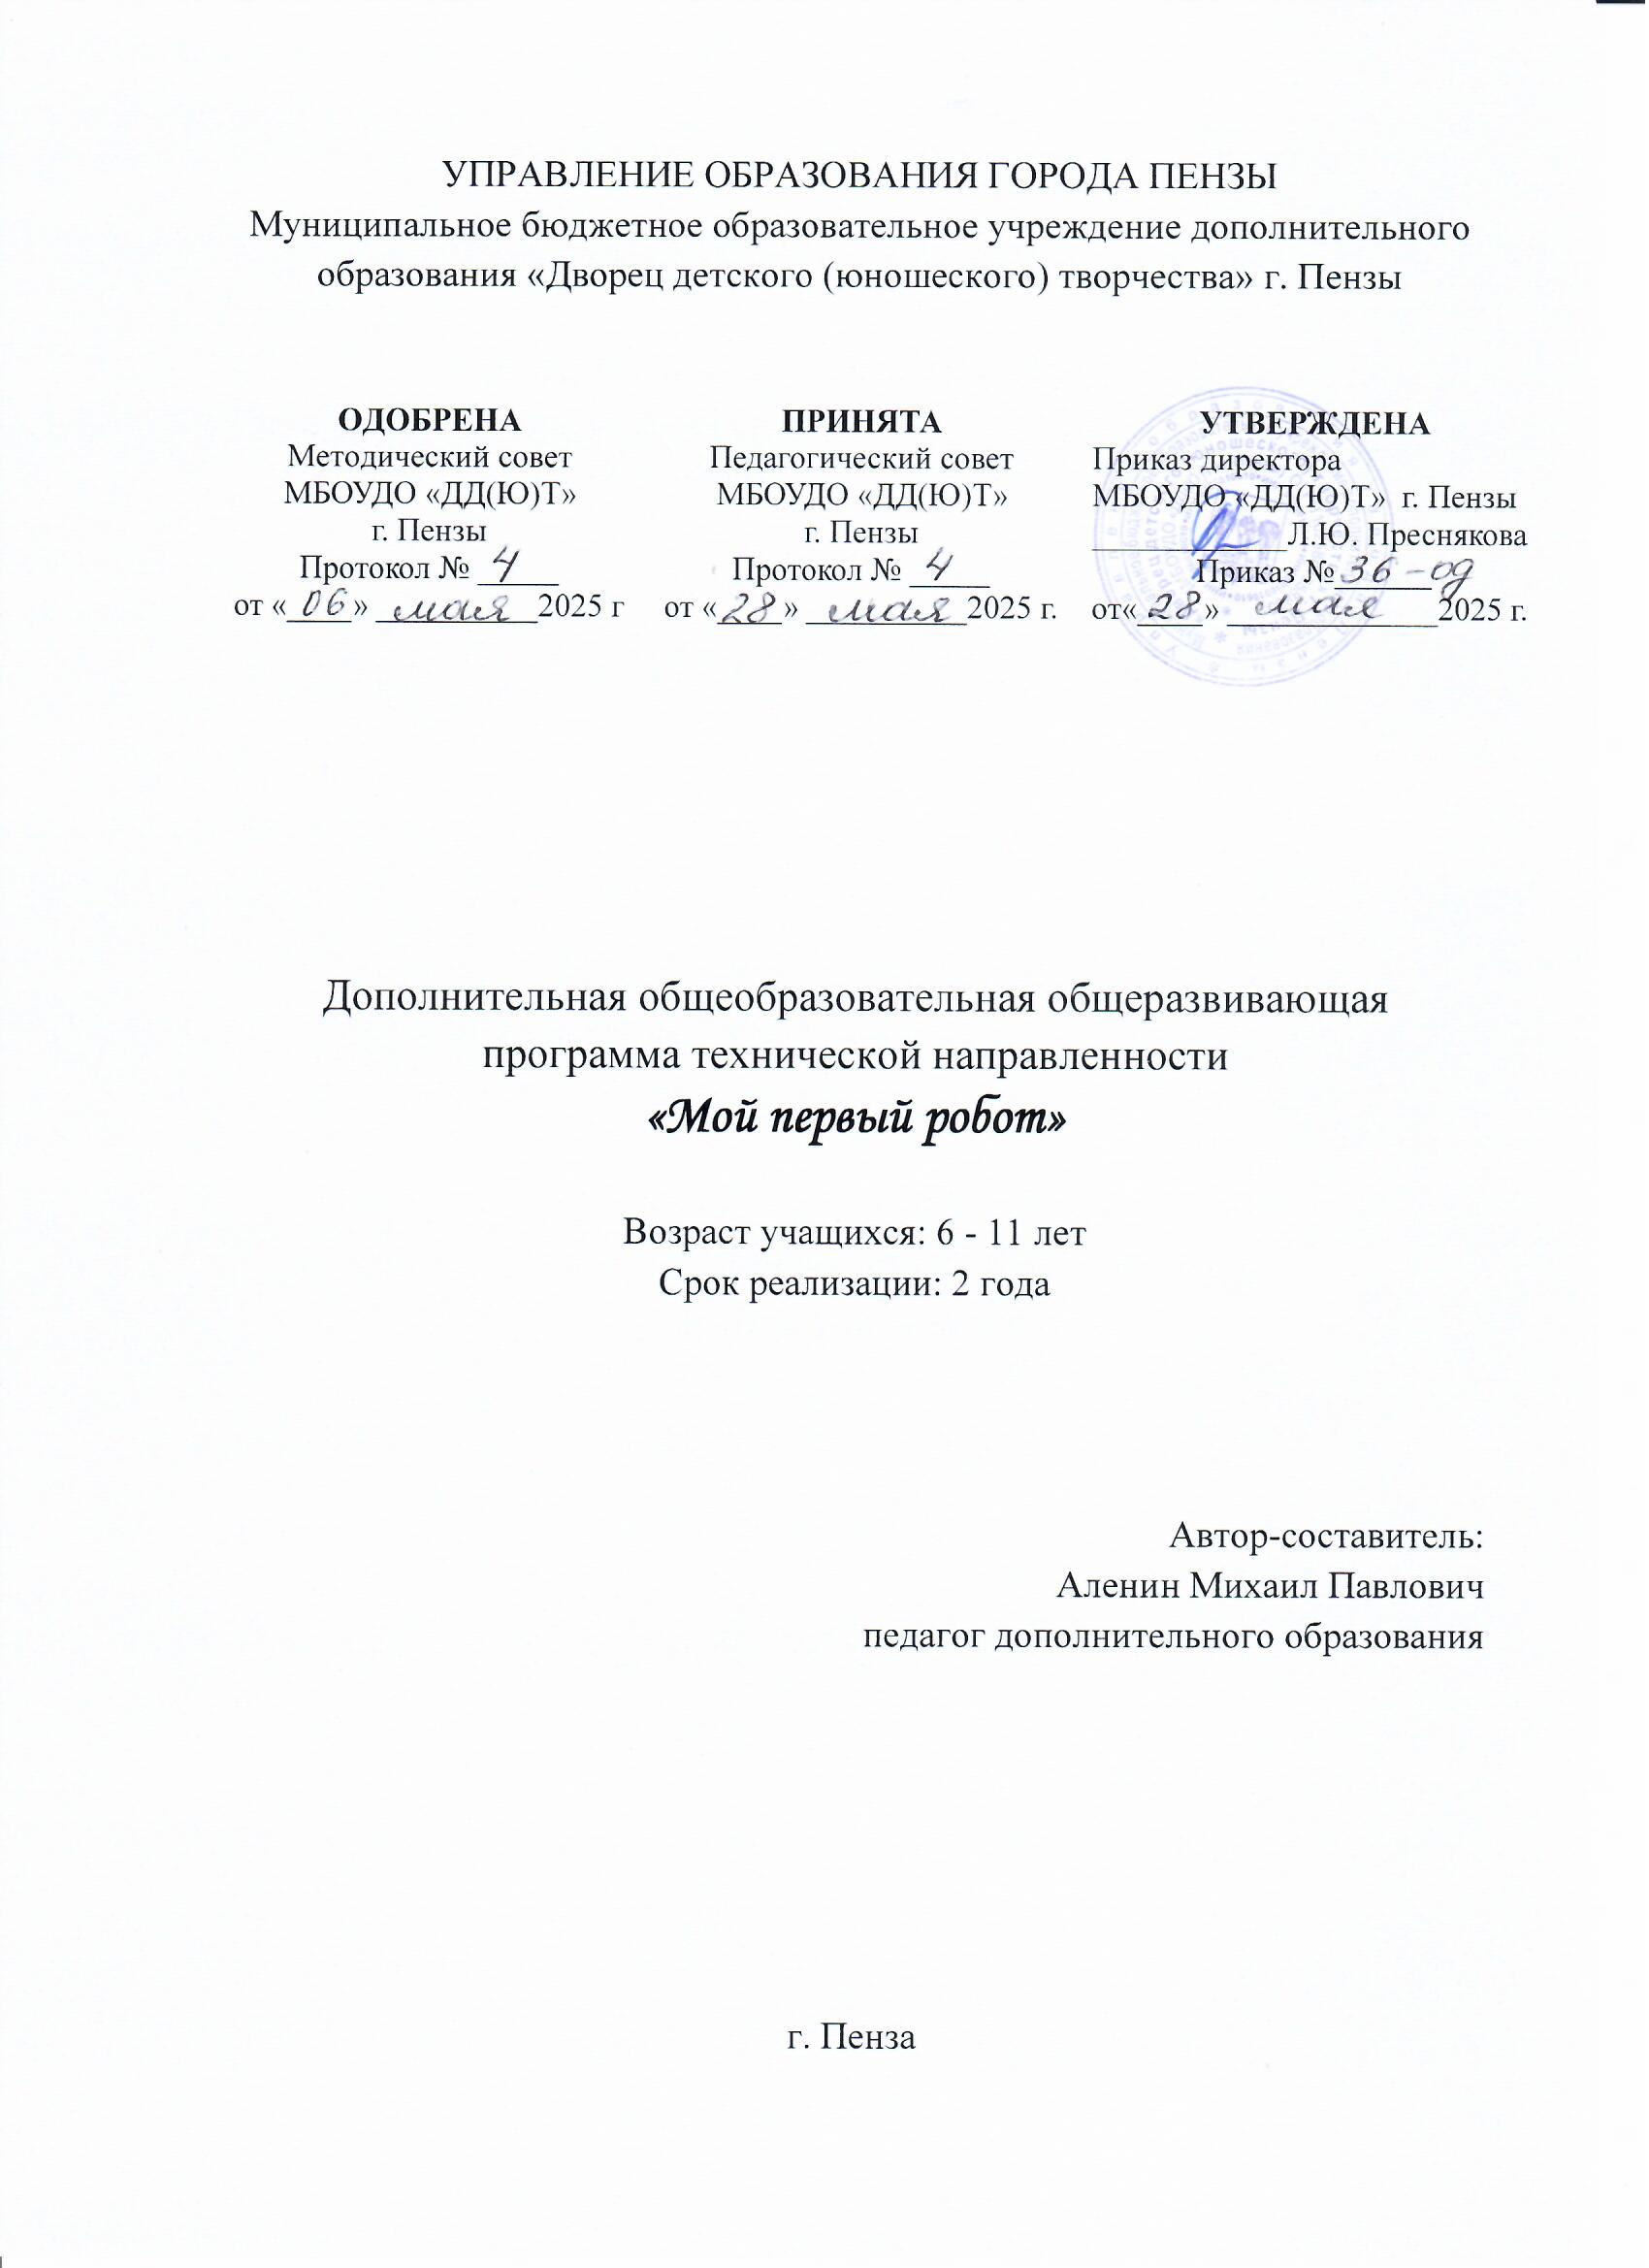 УПРАВЛЕНИЕ ОБРАЗОВАНИЯ ГОРОДА ПЕНЗЫ
Муниципальное бюджетное образовательное учреждение дополнительного
образования «Дворец детского (юношеского) творчества» г. Пензы
ОДОБРЕНА
Методический совет
МБОУДО «ДД(Ю)Т»
г. Пензы
Протокол № 4
от «06» мая 2025 г
ПРИНЯТА
Педагогический совет
МБОУДО «ДД(Ю)Т»
г. Пензы
Протокол № 4
от «28» мая 2025 г.
УТВЕРЖДЕНА
Приказ директора
МБОУДО «ДД(Ю)Т» г. Пензы
Л.Ю. Преснякова
Приказ № 36-од
от«28» мая 2025 г.
Дополнительная общеобразовательная общеразвивающая
программа технической направленности
«Мой первый робот»
Возраст учащихся: 6 - 11 лет
Срок реализации: 2 года
Автор-составитель:
Аленин Михаил Павлович
педагог дополнительного образования
г. Пенза